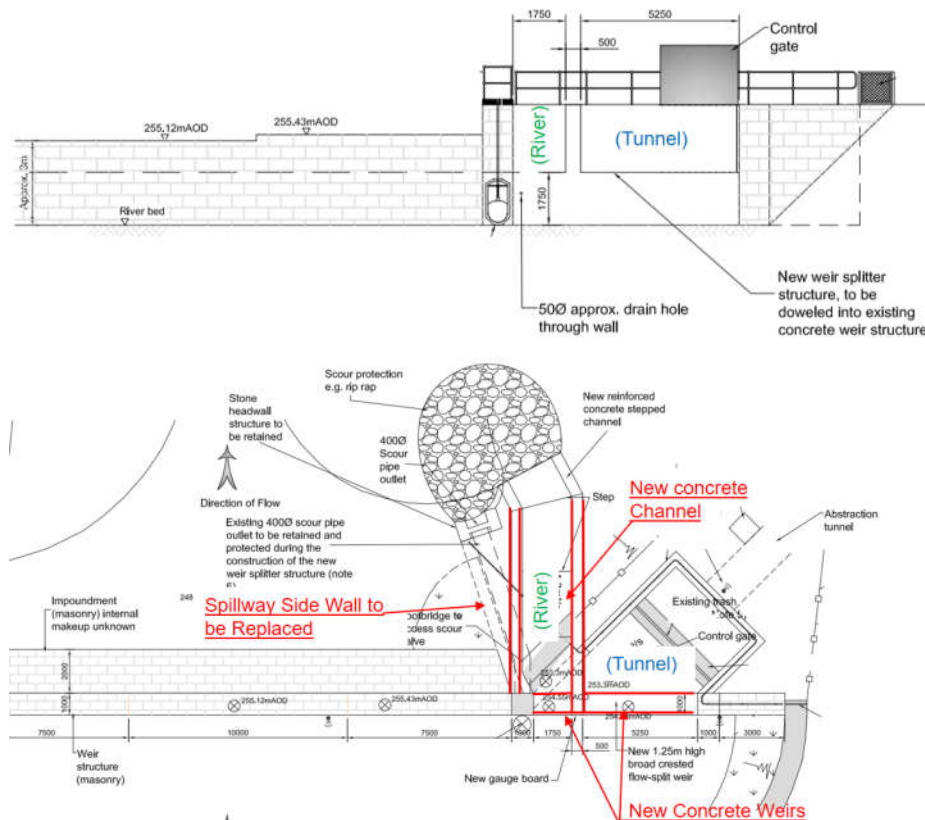 1750
5250
500
Control
gate
255.12mAOD
255.43mAOD
(River)
(Tunnel)
Approx. 3m
1750
River bed
50Ø approx. drain hole
through wall
New weir splitter
structure, to be
doweled into existing
concrete weir structure
Scour protection
e.g. rip rap
Stone
headwall
structure to
be retained
New reinforced
concrete stepped
channel
400Ø
Scour
pipe
outlet
Direction of Flow
Step
New concrete
Channel
Abstraction
tunnel
Existing 400Ø scour pipe
outlet to be retained and
protected during the
construction of the new
weir splitter structure (note
Impoundment
(masonry) internal
makeup unknown
248
Spillway Side Wall to
be Replaced
(River)
Existing trash
Control gate
(Tunnel)
2000
1000
255.12mAOD
255.43mAOD
7500
10000
7500
1750
5250
1000
3000
500
Weir
structure
(masonry)
New gauge board
New 1.25m high
broad crested
flow-split weir
New Concrete Weirs